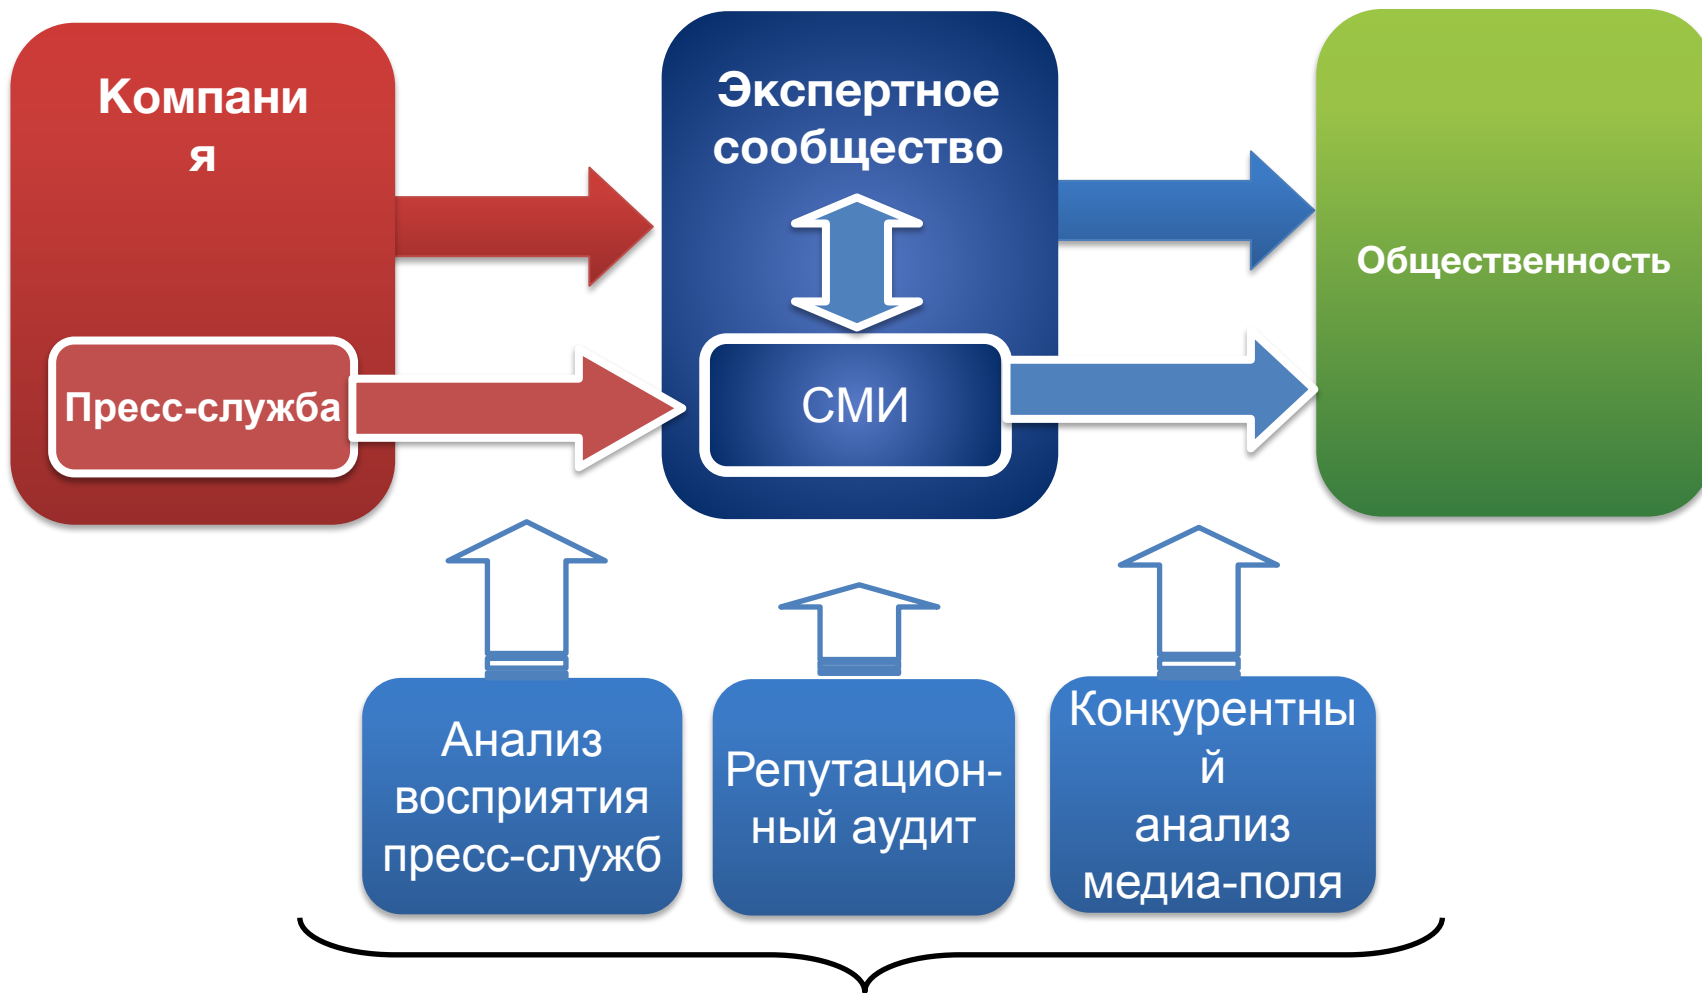 Компани
я
Экспертное
сообщество
Общественность
Пресс-служба
СМИ
Анализ
восприятия
пресс-служб
Репутацион-
ный аудит
Конкурентны
й
анализ
медиа-поля